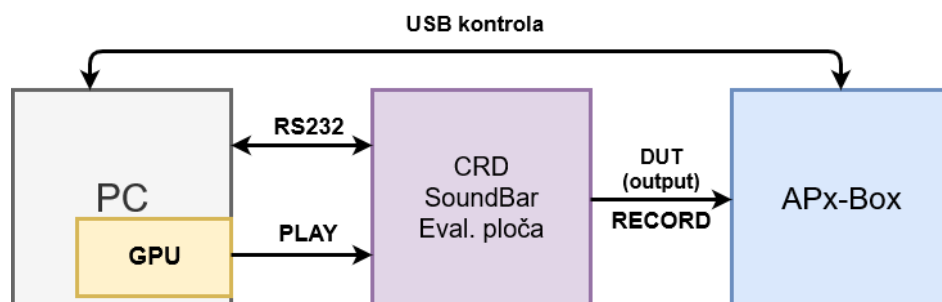 USB kontrola
RS232
PC
GPU
PLAY
CRD
SoundBar
Eval. ploča
DUT
(output)
RECORD
APx-Box